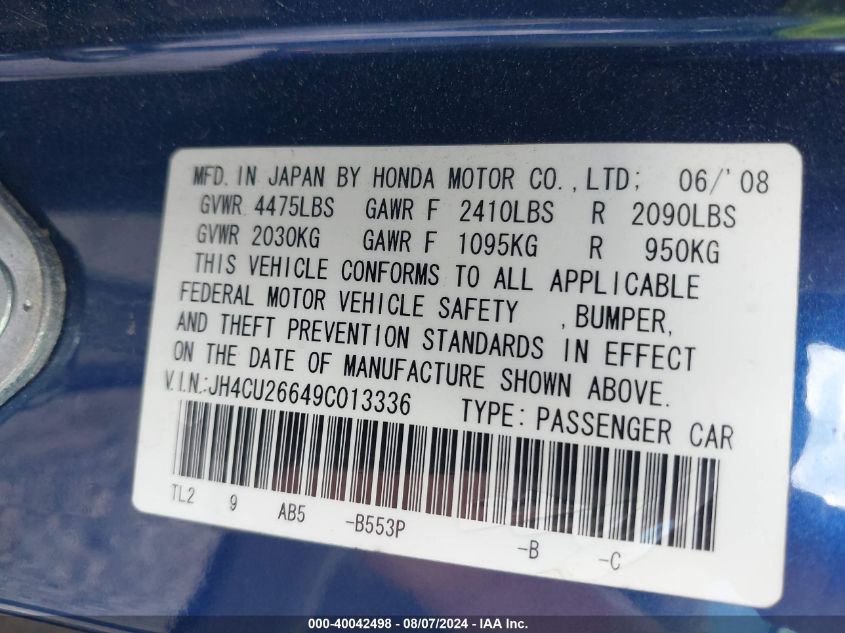 MFD. IN JAPAN BY HONDA MOTOR CO., LTD; 06/'08
GVWR 4475LBS GAWR F 2410LBS R 2090LBS
GVWR 2030KG GAWR F 1095KG R 950KG
THIS VEHICLE CONFORMS TO ALL APPLICABLE
FEDERAL MOTOR VEHICLE SAFETY , BUMPER,
AND THEFT PREVENTION STANDARDS IN EFFECT
ON THE DATE OF MANUFACTURE SHOWN ABOVE.
V.I.N.:JH4CU26649C013336 TYPE: PASSENGER CAR
TL2 9 AB5 -B553P -B -C
000-40042498 - 08/07/2024 - IAA Inc.